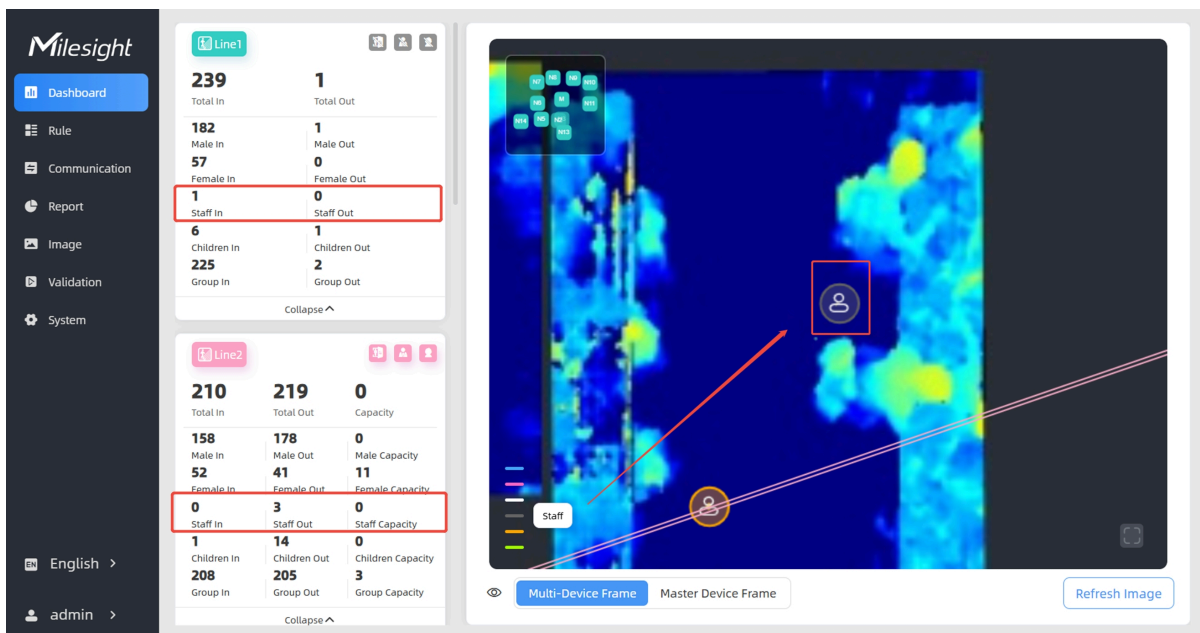 Milesight
Dashboard
Rule
Communication
Report
Image
Validation
System
EN English >
admin >
Line1
239 1
Total In Total Out
182 1
Male In Male Out
57 0
Female In Female Out
1 0
Staff In Staff Out
6 1
Children In Children Out
225 2
Group In Group Out
Collapse
Line2
210 219 0
Total In Total Out Capacity
158 178 0
Male In Male Out Male Capacity
52 41 11
Female In Female Out Female Capacity
0 3 0
Staff In Staff Out Staff Capacity
1 14 0
Children In Children Out Children Capacity
208 205 3
Group In Group Out Group Capacity
Collapse
N7 N8 N9 N10
N6 M N11
N14 N5 N2
N13
Staff
Multi-Device Frame Master Device Frame
Refresh Image